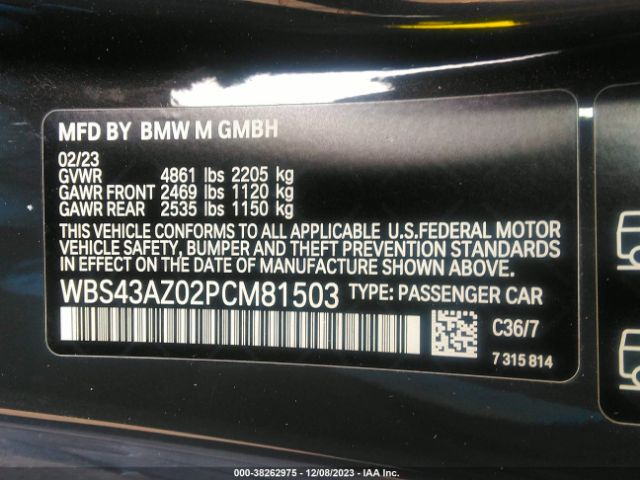 MFD BY BMW M GMBH
02/23
GVWR 4861 lbs 2205 kg
GAWR FRONT 2469 lbs 1120 kg
GAWR REAR 2535 lbs 1150 kg
THIS VEHICLE CONFORMS TO ALL APPLICABLE U.S.FEDERAL MOTOR
VEHICLE SAFETY, BUMPER AND THEFT PREVENTION STANDARDS
IN EFFECT ON THE DATE OF MANUFACTURE SHOWN ABOVE.
WBS43AZ02PCM81503 TYPE: PASSENGER CAR
C36/7
7 315 814
000-38262975 - 12/08/2023 - IAA Inc.